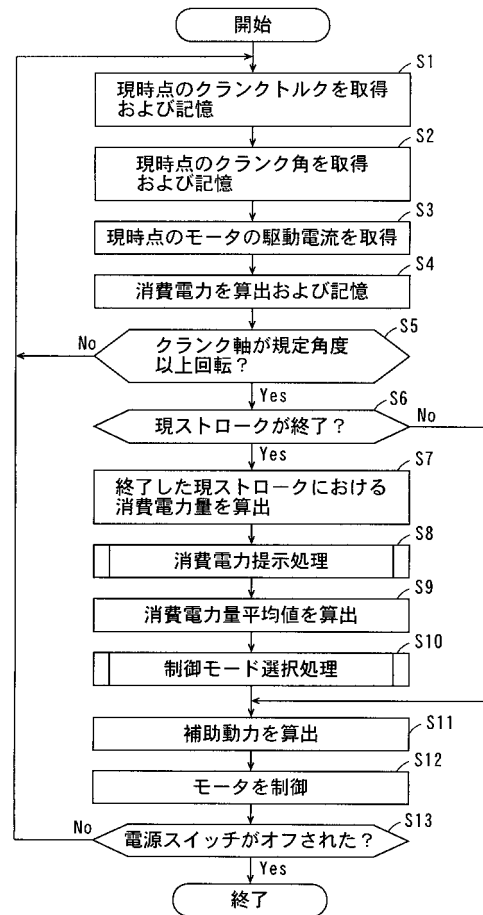 開始
S1
現時点のクランクトルクを取得
および記憶
S2
現時点のクランク角を取得
および記憶
S3
現時点のモータの駆動電流を取得
S4
消費電力を算出および記憶
S5
クランク軸が規定角度
以上回転?
No
Yes
S6
現ストロークが終了?
No
Yes
S7
終了した現ストロークにおける
消費電力量を算出
S8
消費電力提示処理
S9
消費電力量平均値を算出
S10
制御モード選択処理
S11
補助動力を算出
S12
モータを制御
S13
電源スイッチがオフされた?
No
Yes
終了